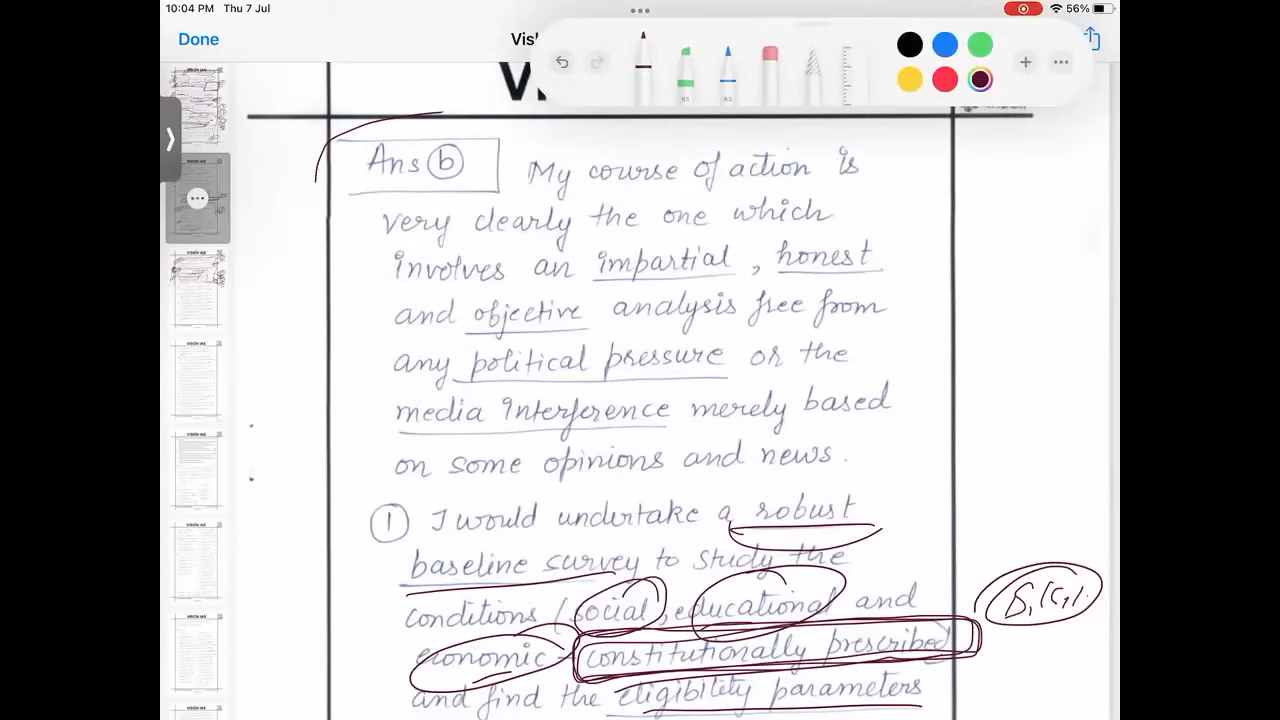 10:04 PM Thu 7 Jul
56%
Done
Vis
65
93
Ans b
My course of action is
very clearly the one which
involves an impartial, honest
and objective analysis free from
any political pressure or the
media interference merely based
on some opinions and news.
1 I would undertake a robust
baseline survey to study the
conditions (social, educational and
economic constitutionally prescribed)
and find the eligibility parameters